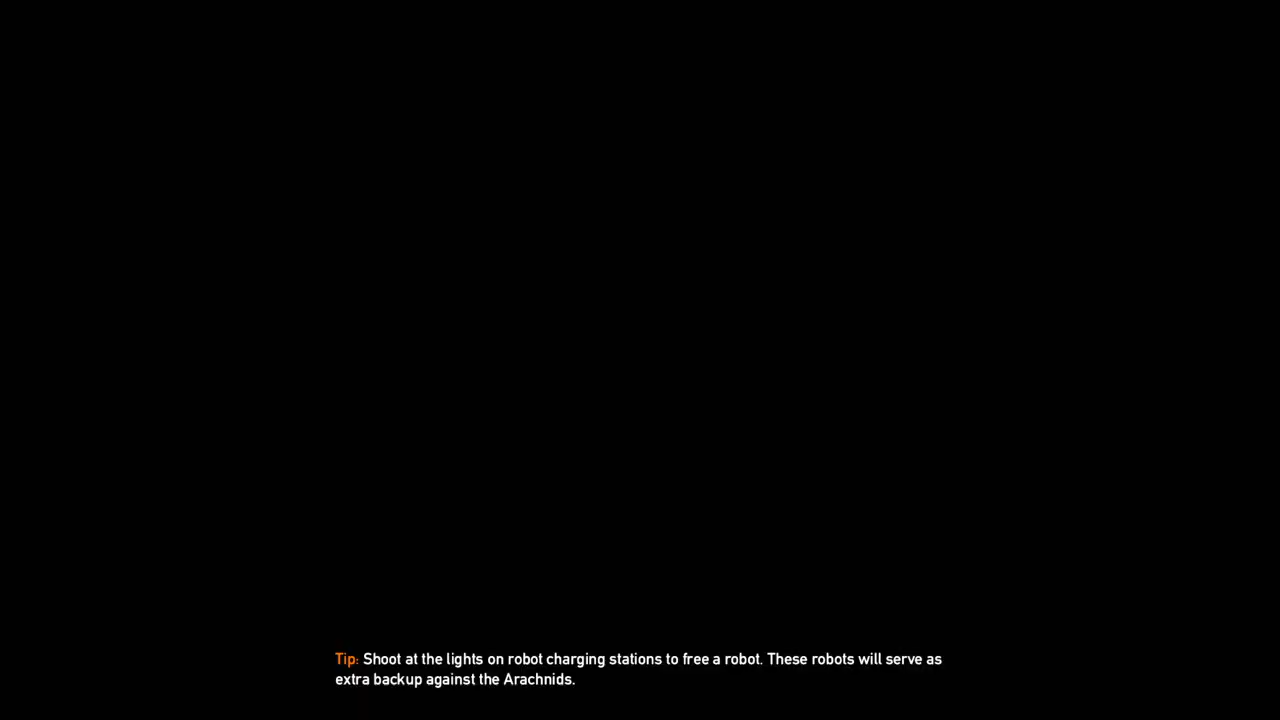 Tip: Shoot at the lights on robot charging stations to free a robot. These robots will serve as
extra backup against the Arachnids.